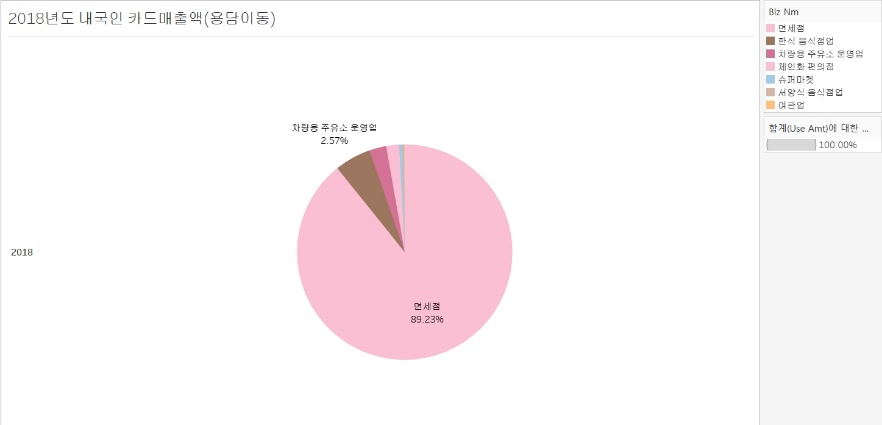 2018년도 내국인 카드매출액(용담이동)
Biz Nm
면세점
한식 음식점업
차량용 주유소 운영업
체인화 편의점
슈퍼마켓
서양식 음식점업
여관업
합계(Use Amt)에 대한 ...
100.00%
차량용 주유소 운영업
2.57%
2018
면세점
89.23%